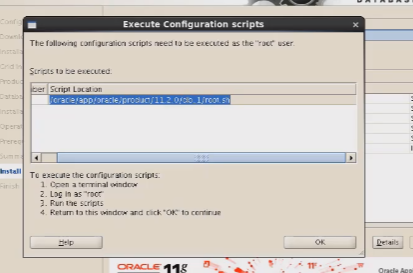 DATABASE
Execute Configuration scripts
The following configuration scripts need to be executed as the "root" user.
Scripts to be executed:
Script Location
/oracle/app/oracle/product/11.2.0/db_1/root.sh
To execute the configuration scripts:
1. Open a terminal window
2. Log in as "root"
3. Run the scripts
4. Return to this window and click "OK" to continue
Install
Help
OK
Details
ORACLE 11g